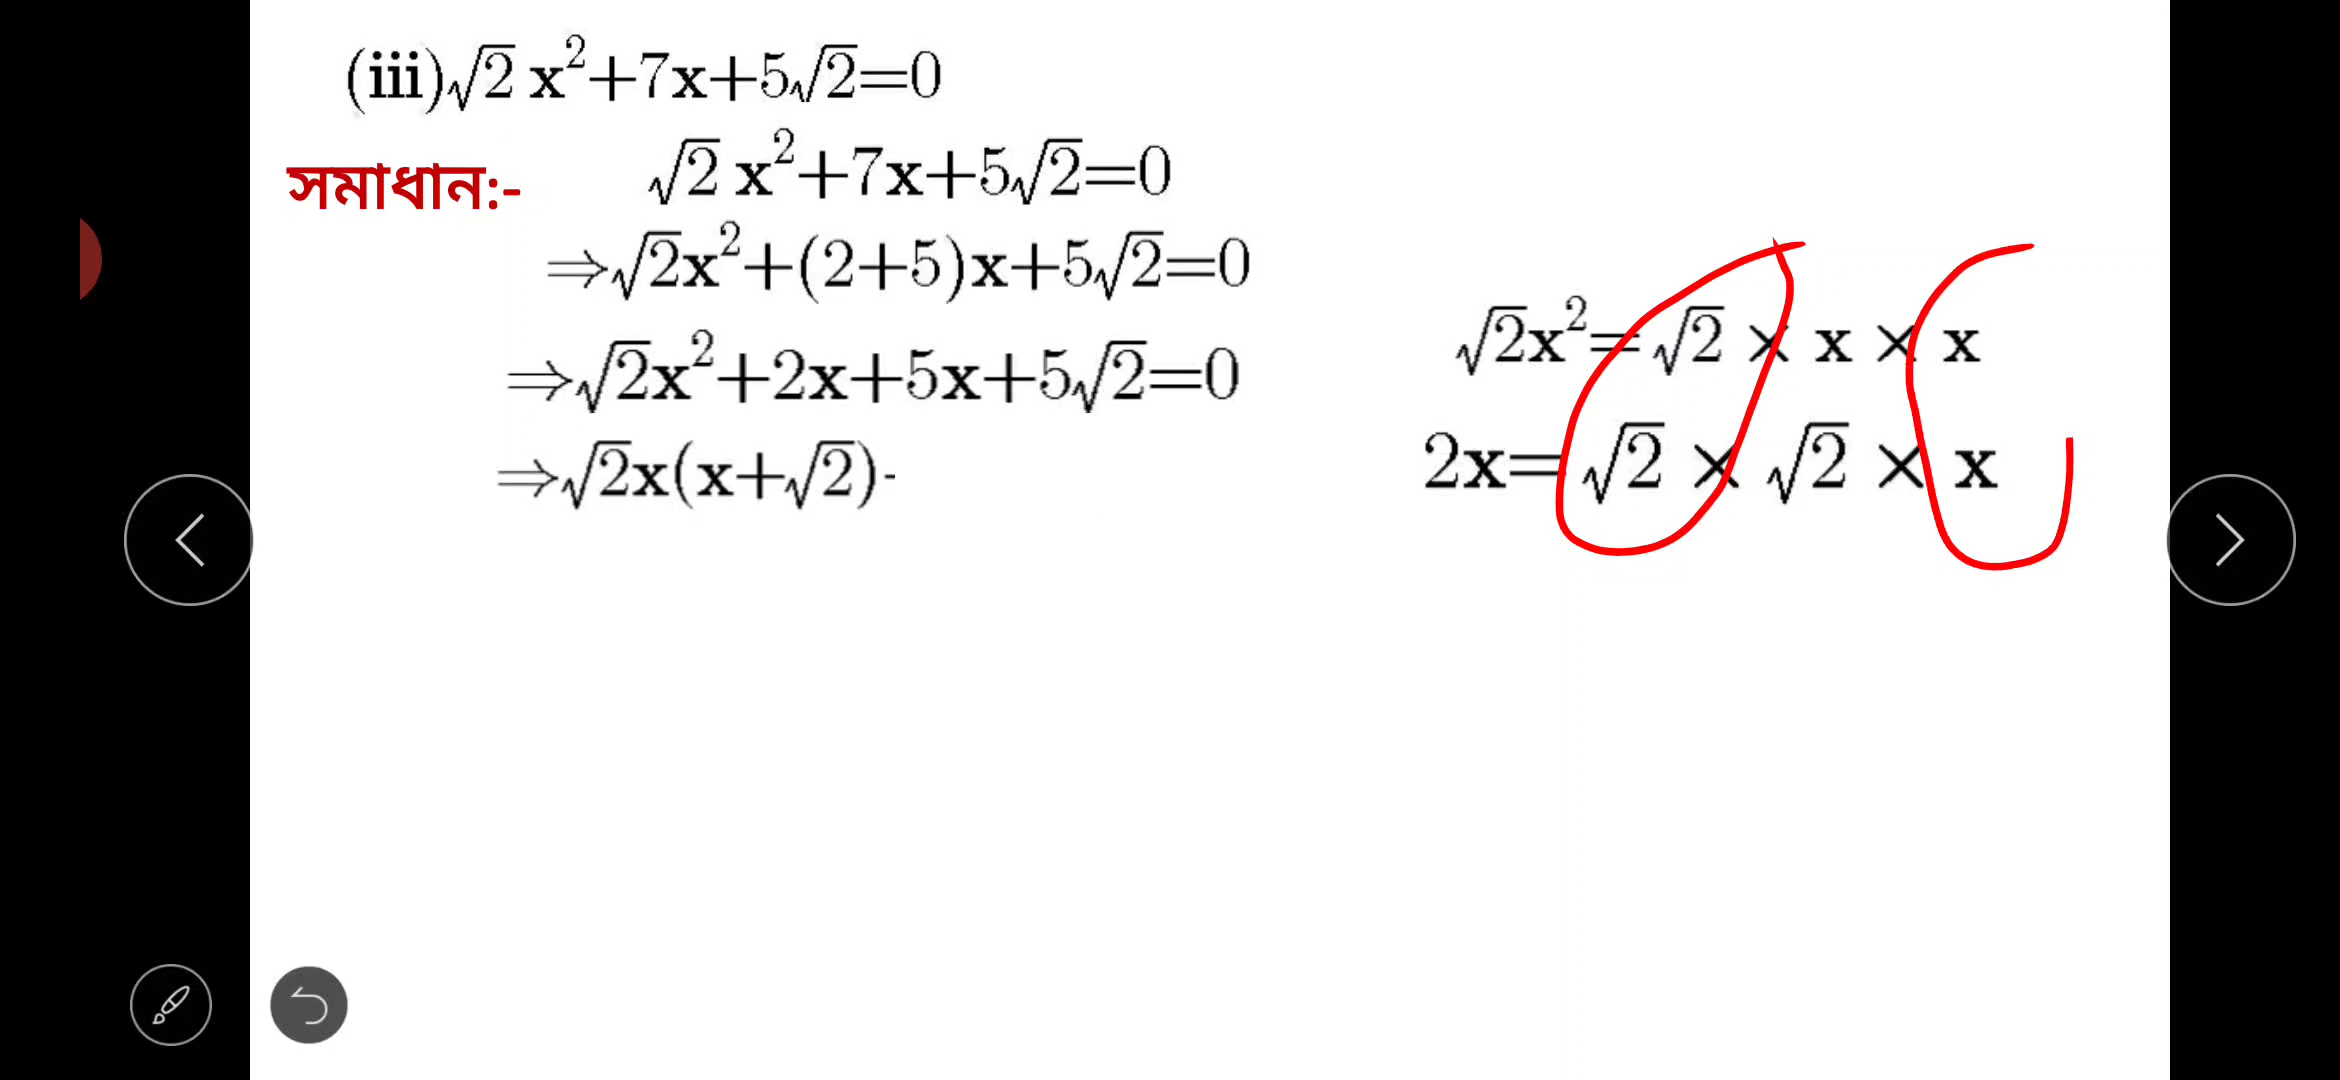 (iii)√2 x²+7x+5√2=0
সমাধান:- √2 x²+7x+5√2=0
⇒√2x²+(2+5)x+5√2=0
⇒√2x²+2x+5x+5√2=0
⇒√2x(x+√2)-
√2x²=√2 × x × x
2x=√2 × √2 × x